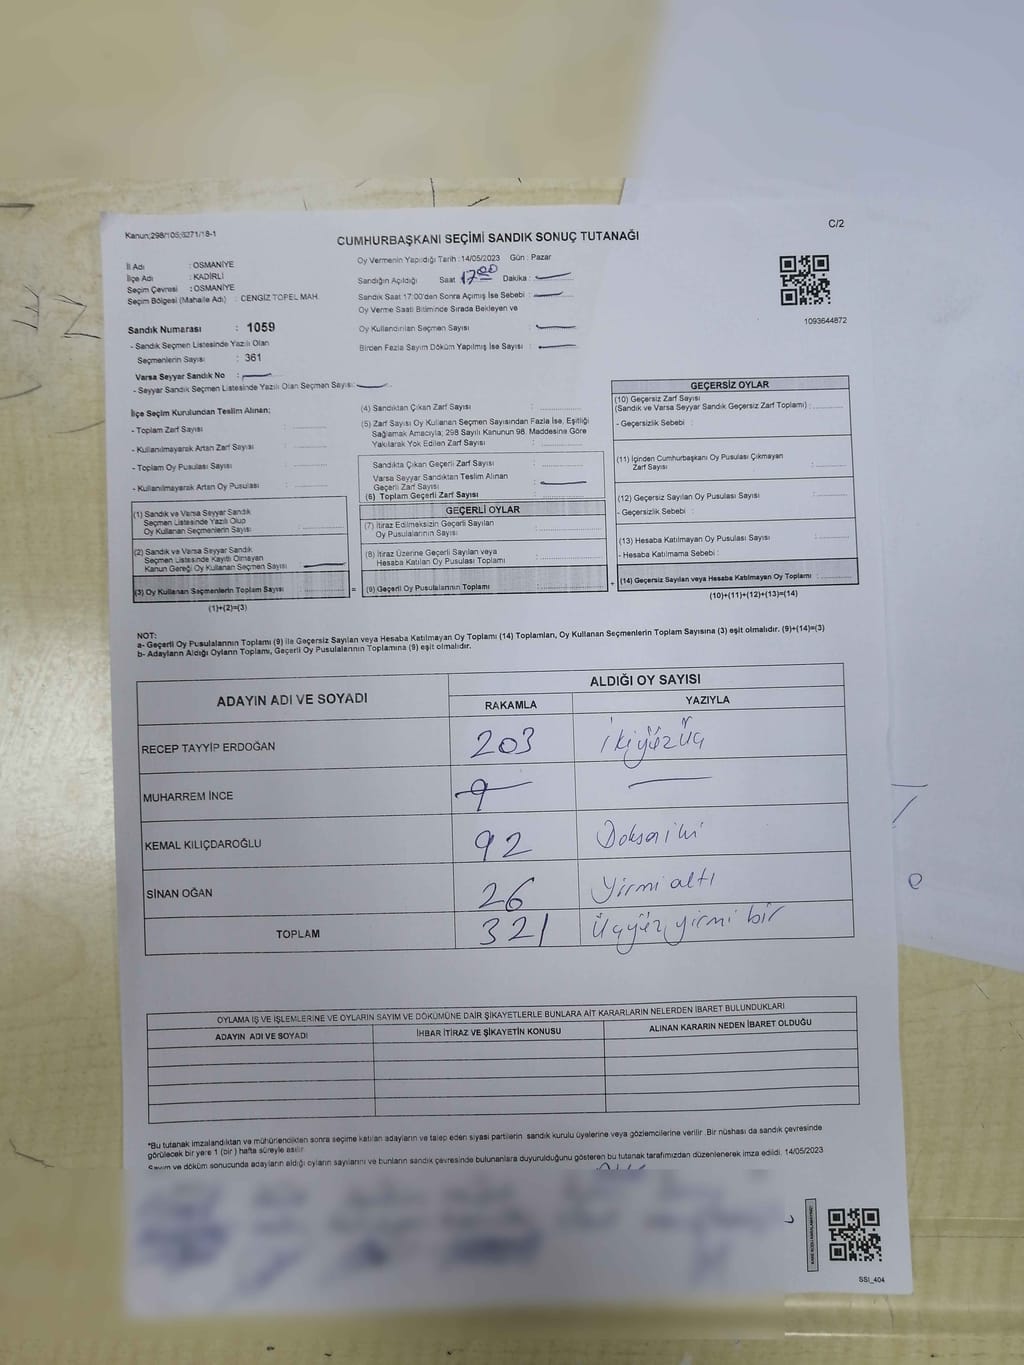 Kanun:298/105;6271/18-1
C/2
CUMHURBAŞKANI SEÇİMİ SANDIK SONUÇ TUTANAĞI
İl Adı : OSMANİYE
İlçe Adı : KADİRLİ
Seçim Çevresi : OSMANİYE
Seçim Bölgesi (Mahalle Adı) : CENGİZ TOPEL MAH.
Sandık Numarası : 1059
- Sandık Seçmen Listesinde Yazılı Olan
Seçmenlerin Sayısı : 361
Varsa Seyyar Sandık No :
- Seyyar Sandık Seçmen Listesinde Yazılı Olan Seçmen Sayısı:
Oy Vermenin Yapıldığı Tarih : 14/05/2023 Gün : Pazar
Sandığın Açıldığı Saat 17:00 Dakika :
Sandık Saat 17:00'dan Sonra Açımış İse Sebebi :
Oy Verme Saati Bitiminde Sırada Bekleyen ve
Oy Kullandırılan Seçmen Sayısı :
Birden Fazla Sayım Döküm Yapılmış İse Sayısı :
1093644872
İlçe Seçim Kurulundan Teslim Alınan;
- Toplam Zarf Sayısı :
- Kullanılmayarak Artan Zarf Sayısı :
- Toplam Oy Pusulası Sayısı :
- Kullanılmayarak Artan Oy Pusulası :
(1) Sandık ve Varsa Seyyar Sandık
Seçmen Listesinde Yazılı Olup
Oy Kullanan Seçmenlerin Sayısı :
(2) Sandık ve Varsa Seyyar Sandık
Seçmen Listesinde Kayıtlı Olmayan
Kanun Gereği Oy Kullanan Seçmen Sayısı :
(3) Oy Kullanan Seçmenlerin Toplam Sayısı :
(1)+(2)=(3)
(4) Sandıktan Çıkan Zarf Sayısı :
(5) Zarf Sayısı Oy Kullanan Seçmen Sayısından Fazla İse, Eşitliği
Sağlamak Amacıyla; 298 Sayılı Kanunun 98. Maddesine Göre
Yakılarak Yok Edilen Zarf Sayısı :
Sandıkta Çıkan Geçerli Zarf Sayısı :
Varsa Seyyar Sandıktan Teslim Alınan
Geçerli Zarf Sayısı :
(6) Toplam Geçerli Zarf Sayısı :
GEÇERLİ OYLAR
(7) İtiraz Edilmeksizin Geçerli Sayılan
Oy Pusulalarının Sayısı :
(8) İtiraz Üzerine Geçerli Sayılan veya
Hesaba Katılan Oy Pusulası Toplamı :
= (9) Geçerli Oy Pusulalarının Toplamı :
GEÇERSİZ OYLAR
(10) Geçersiz Zarf Sayısı
(Sandık ve Varsa Seyyar Sandık Geçersiz Zarf Toplamı) :
- Geçersizlik Sebebi :
(11) İçinden Cumhurbaşkanı Oy Pusulası Çıkmayan
Zarf Sayısı :
(12) Geçersiz Sayılan Oy Pusulası Sayısı :
- Geçersizlik Sebebi :
(13) Hesaba Katılmayan Oy Pusulası Sayısı :
- Hesaba Katılmama Sebebi :
+ (14) Geçersiz Sayılan veya Hesaba Katılmayan Oy Toplamı :
(10)+(11)+(12)+(13)=(14)
NOT:
a- Geçerli Oy Pusulalarının Toplamı (9) ile Geçersiz Sayılan veya Hesaba Katılmayan Oy Toplamı (14) Toplamları, Oy Kullanan Seçmenlerin Toplam Sayısına (3) eşit olmalıdır. (9)+(14)=(3)
b- Adayların Aldığı Oyların Toplamı, Geçerli Oy Pusulalarının Toplamına (9) eşit olmalıdır.
ADAYIN ADI VE SOYADI ALDIĞI OY SAYISI
RAKAMLA YAZIYLA
RECEP TAYYİP ERDOĞAN 203 ikiyüzüç
MUHARREM İNCE
KEMAL KILIÇDAROĞLU 92 Doksaniki
SİNAN OĞAN 26 Yirmi altı
TOPLAM 321 Üçyüz yirmi bir
OYLAMA İŞ VE İŞLEMLERİNE VE OYLARIN SAYIM VE DÖKÜMÜNE DAİR ŞİKAYETLERLE BUNLARA AİT KARARLARIN NELERDEN İBARET BULUNDUKLARI
ADAYIN ADI VE SOYADI İHBAR İTİRAZ VE ŞİKAYETİN KONUSU ALINAN KARARIN NEDEN İBARET OLDUĞU
*Bu tutanak imzalandıktan ve mühürlendikten sonra seçime katılan adayların ve talep eden siyasi partilerin sandık kurulu üyelerine veya gözlemcilerine verilir. Bir nüshası da sandık çevresinde
görülecek bir yere 1 (bir) hafta süreyle asılır.
Sayım ve döküm sonucunda adayların aldığı oyların sayılarını ve bunların sandık çevresinde bulunanlara duyurulduğunu gösteren bu tutanak tarafımızdan düzenlenerek imza edildi. 14/05/2023
SSI_404